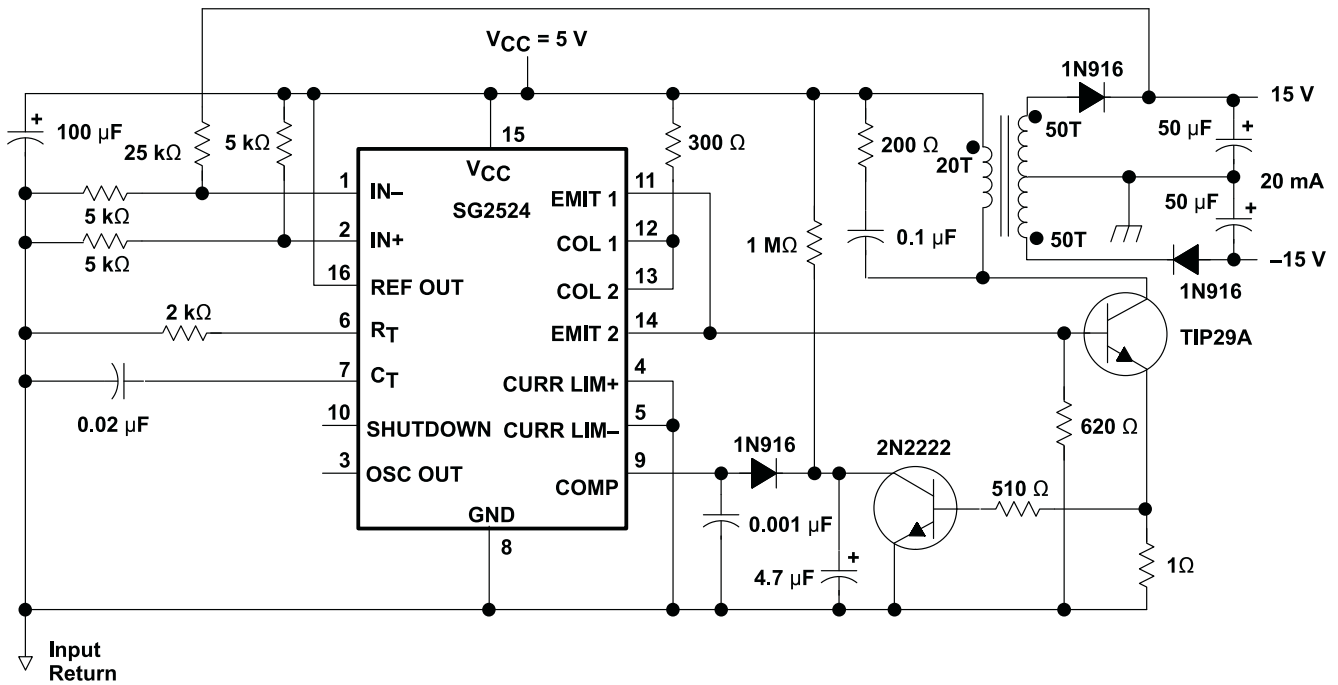 VCC = 5 V
1N916
15 V
100 µF
25 kΩ
5 kΩ
15
300 Ω
200 Ω
20T
50T
50 µF
VCC
SG2524
1
IN–
EMIT 1
11
5 kΩ
20 mA
2
IN+
COL 1
12
1 MΩ
0.1 µF
50 µF
5 kΩ
50T
–15 V
16
REF OUT
COL 2
13
1N916
2 kΩ
6
RT
EMIT 2
14
TIP29A
7
CT
CURR LIM+
4
0.02 µF
10
SHUTDOWN
CURR LIM–
5
620 Ω
1N916
2N2222
3
OSC OUT
COMP
9
510 Ω
GND
0.001 µF
8
4.7 µF
1Ω
Input
Return
+
+
+
+